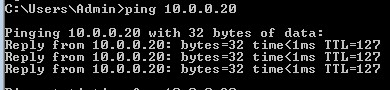 C:\Users\Admin>ping 10.0.0.20
Pinging 10.0.0.20 with 32 bytes of data:
Reply from 10.0.0.20: bytes=32 time<1ms TTL=127
Reply from 10.0.0.20: bytes=32 time<1ms TTL=127
Reply from 10.0.0.20: bytes=32 time<1ms TTL=127